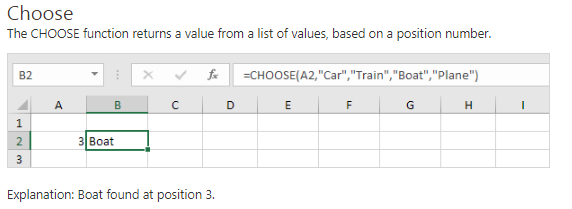 Choose
The CHOOSE function returns a value from a list of values, based on a position number.
B2 fx =CHOOSE(A2,"Car","Train","Boat","Plane")
A B C D E F G H I
1
2 3 Boat
3
Explanation: Boat found at position 3.